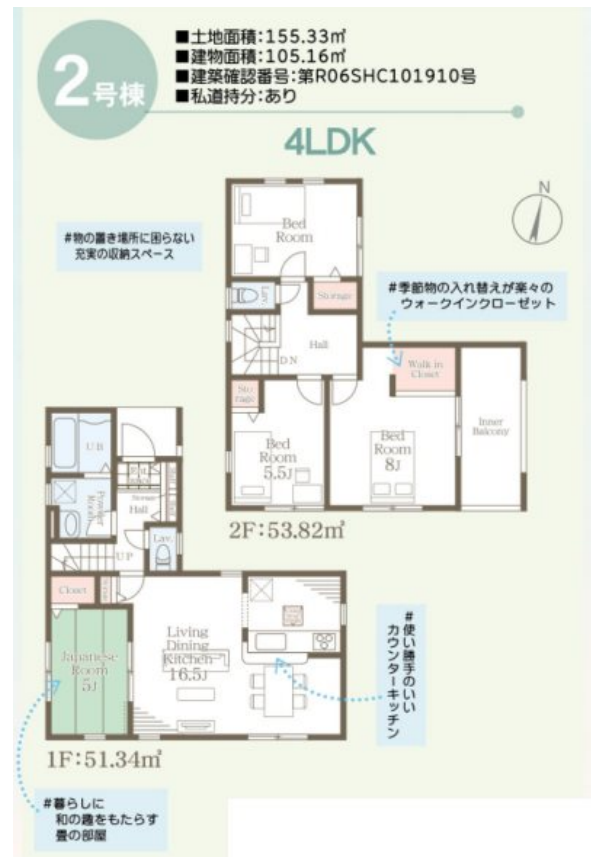 2号棟
■土地面積:155.33㎡
■建物面積:105.16㎡
■建築確認番号:第R06SHC101910号
■私道持分:あり
4LDK
N
#物の置き場所に困らない
充実の収納スペース
Bed
Room
Lav.
Storage
Hall
DN
#季節物の入れ替えが楽々の
ウォークインクローゼット
Walk in
Closet
Sto
rage
Bed
Room
5.5J
Bed
Room
8J
Inner
Balcony
2F:53.82㎡
U.B
Powder
Room
Hall
Lav.
UP
Closet
Japanese
Room
5J
Living
Dining
Kitchen
16.5J
#使い勝手のいい
カウンターキッチン
1F:51.34㎡
#暮らしに
和の趣をもたらす
畳の部屋